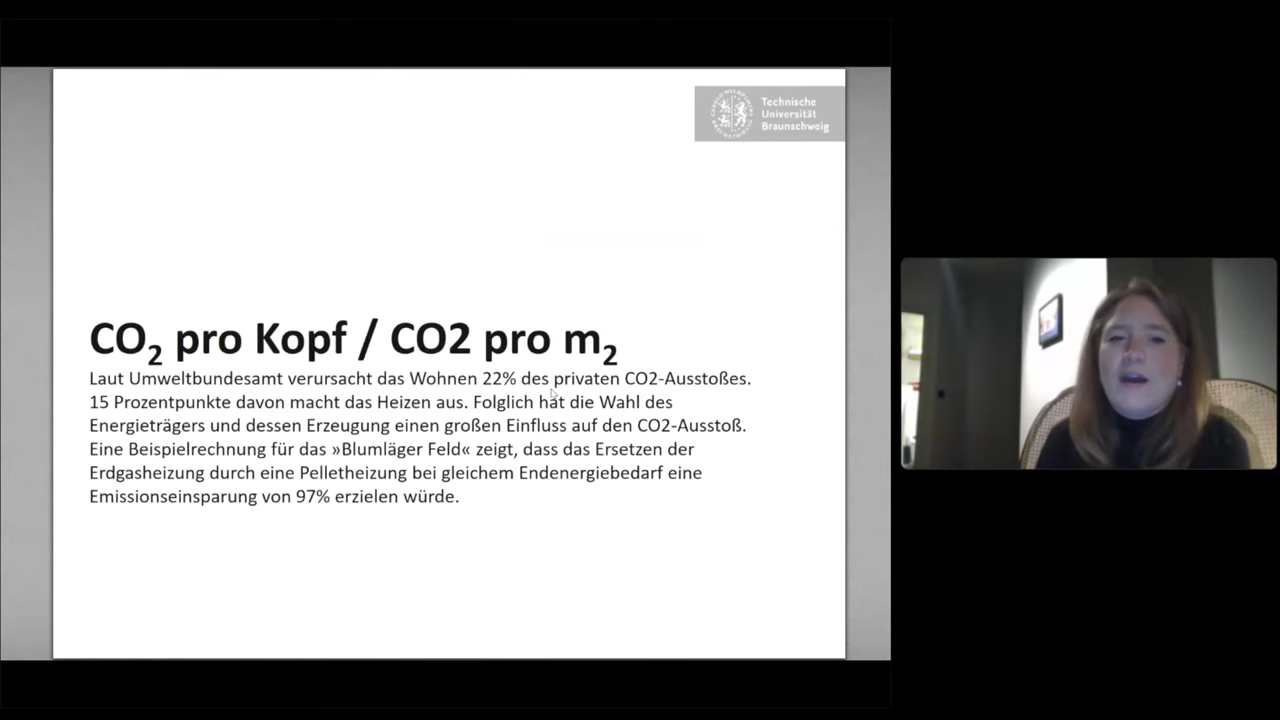 Technische
Universität
Braunschweig
CO₂ pro Kopf / CO2 pro m₂
Laut Umweltbundesamt verursacht das Wohnen 22% des privaten CO2-Ausstoßes.
15 Prozentpunkte davon macht das Heizen aus. Folglich hat die Wahl des
Energieträgers und dessen Erzeugung einen großen Einfluss auf den CO2-Ausstoß.
Eine Beispielrechnung für das »Blumläger Feld« zeigt, dass das Ersetzen der
Erdgasheizung durch eine Pelletheizung bei gleichem Endenergiebedarf eine
Emissionseinsparung von 97% erzielen würde.